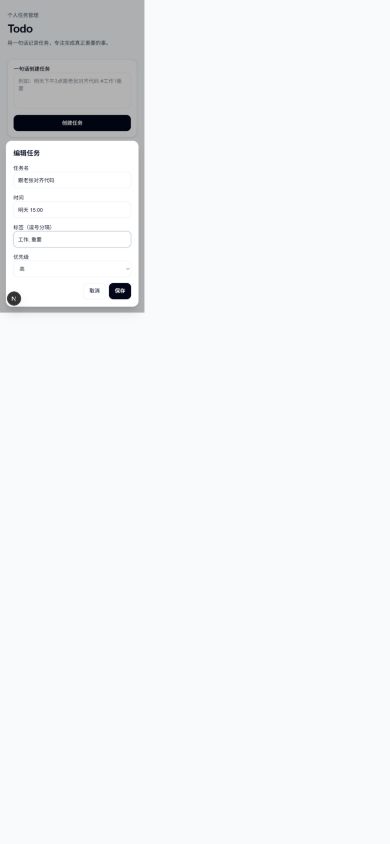 个人任务管理
Todo
用一句话记录任务，专注完成真正重要的事。
一句话创建任务
例如：明天下午3点跟老张对齐代码 #工作 !重
要
创建任务
编辑任务
任务名
跟老张对齐代码
时间
明天 15:00
标签（逗号分隔）
工作, 重要
优先级
高
取消
保存
N